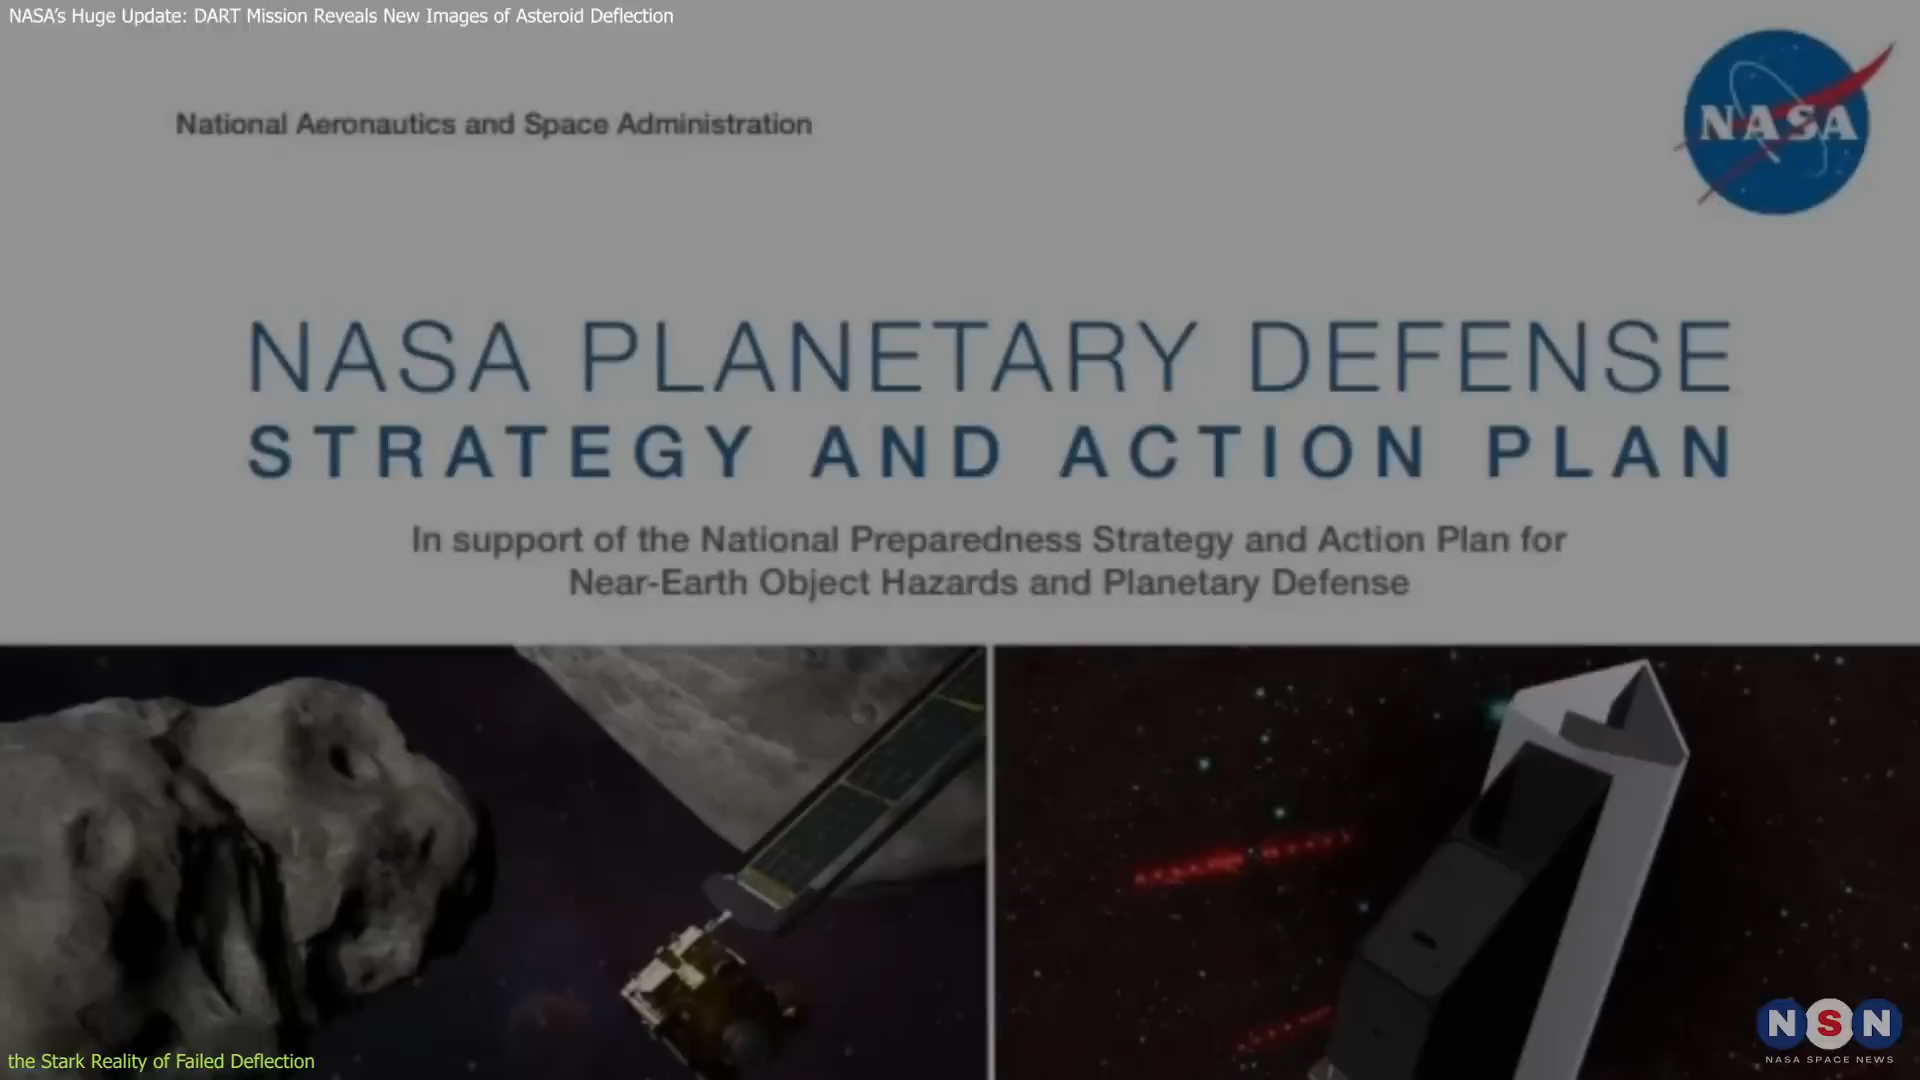 NASA's Huge Update: DART Mission Reveals New Images of Asteroid Deflection
National Aeronautics and Space Administration
NASA
NASA PLANETARY DEFENSE
STRATEGY AND ACTION PLAN
In support of the National Preparedness Strategy and Action Plan for
Near-Earth Object Hazards and Planetary Defense
the Stark Reality of Failed Deflection
NSN
NASA SPACE NEWS